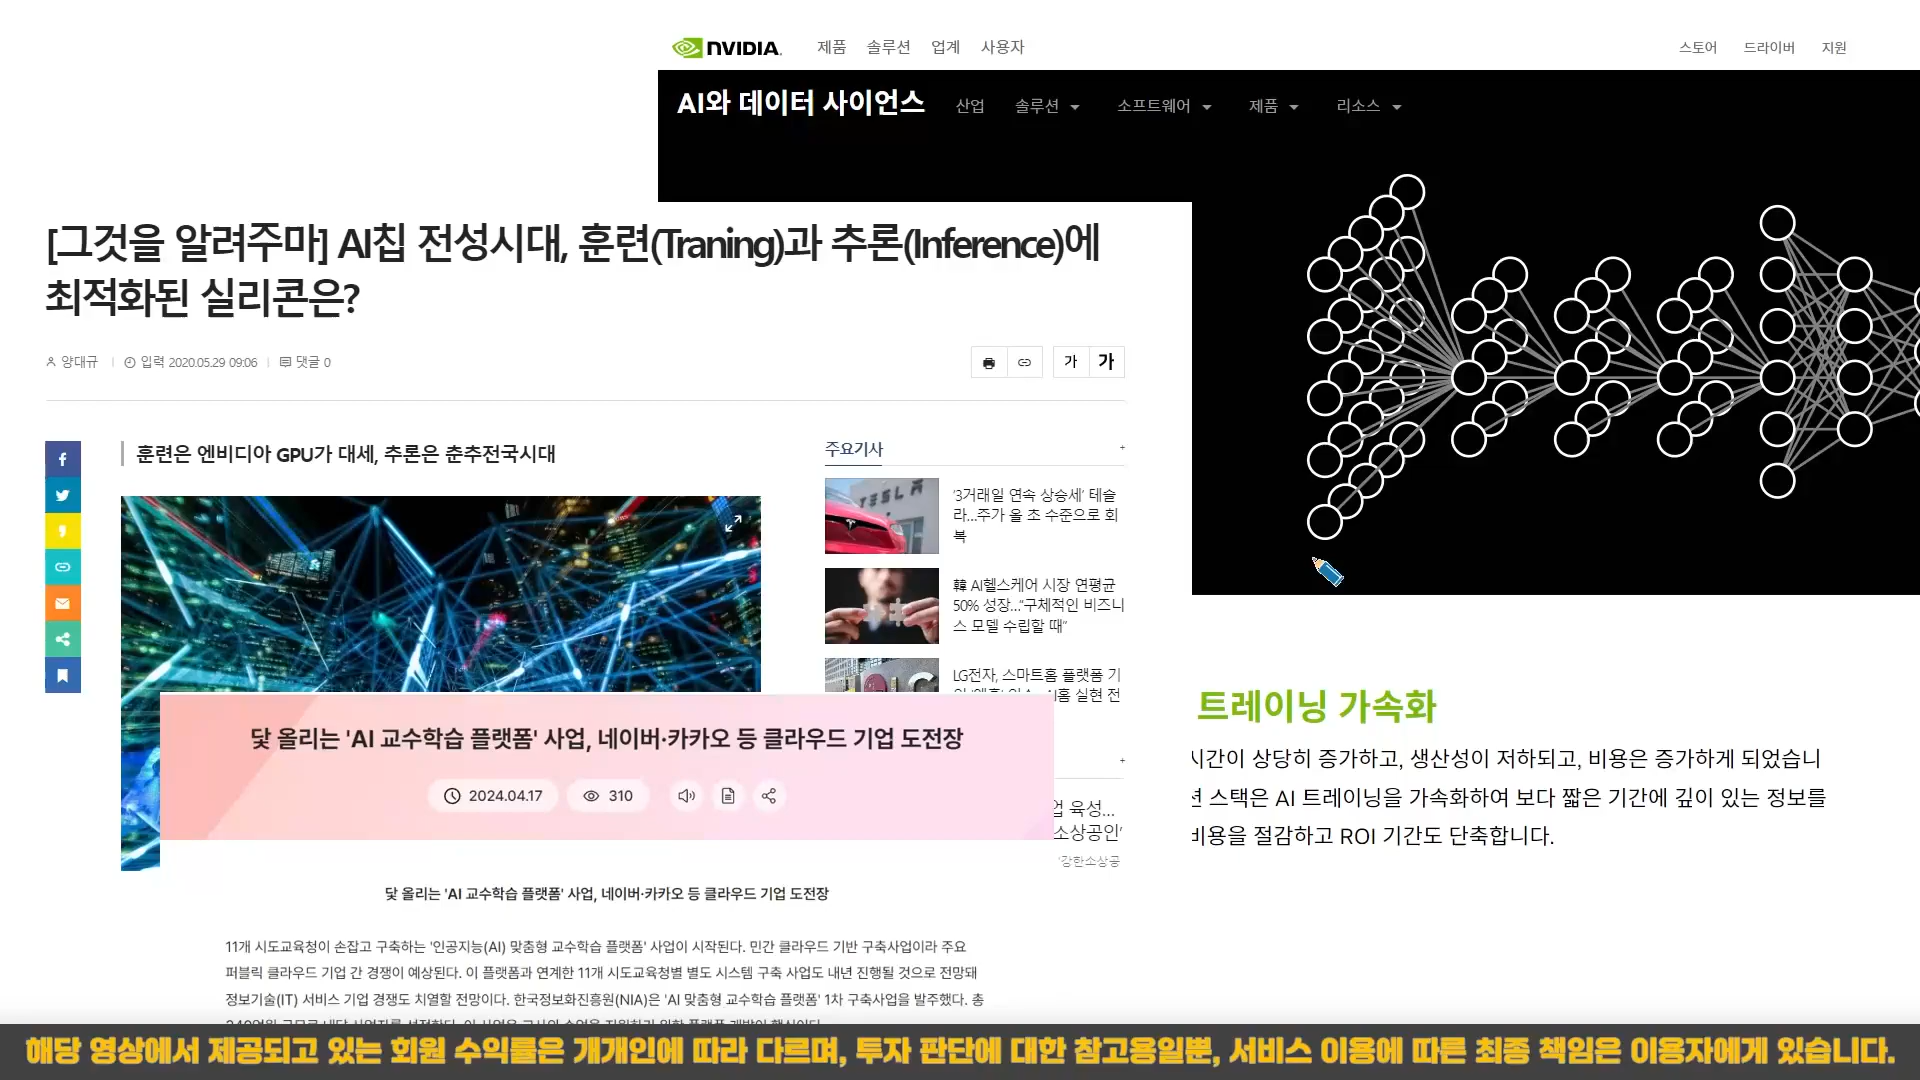 NVIDIA.
제품 솔루션 업계 사용자
스토어 드라이버 지원
AI와 데이터 사이언스
산업 솔루션 소프트웨어 제품 리소스
[그것을 알려주마] AI칩 전성시대, 훈련(Traning)과 추론(Inference)에
최적화된 실리콘은?
양대규 입력 2020.05.29 09:06 댓글 0
가 가
훈련은 엔비디아 GPU가 대세, 추론은 춘추전국시대
주요기사 +
TESLA
'3거래일 연속 상승세' 테슬
라...주가 올 초 수준으로 회
복
韓 AI헬스케어 시장 연평균
50% 성장..."구체적인 비즈니
스 모델 수립할 때"
LG전자, 스마트홈 플랫폼 기
홈 실현 전
+
업 육성...
소상공인'
'강한소상공
닻 올리는 'AI 교수학습 플랫폼' 사업, 네이버·카카오 등 클라우드 기업 도전장
2024.04.17 310
닻 올리는 'AI 교수학습 플랫폼' 사업, 네이버·카카오 등 클라우드 기업 도전장
11개 시도교육청이 손잡고 구축하는 '인공지능(AI) 맞춤형 교수학습 플랫폼' 사업이 시작된다. 민간 클라우드 기반 구축사업이라 주요
퍼블릭 클라우드 기업 간 경쟁이 예상된다. 이 플랫폼과 연계한 11개 시도교육청별 별도 시스템 구축 사업도 내년 진행될 것으로 전망돼
정보기술(IT) 서비스 기업 경쟁도 치열할 전망이다. 한국정보화진흥원(NIA)은 'AI 맞춤형 교수학습 플랫폼' 1차 구축사업을 발주했다. 총
트레이닝 가속화
시간이 상당히 증가하고, 생산성이 저하되고, 비용은 증가하게 되었습니
스택은 AI 트레이닝을 가속화하여 보다 짧은 기간에 깊이 있는 정보를
비용을 절감하고 ROI 기간도 단축합니다.
해당 영상에서 제공되고 있는 회원 수익률은 개개인에 따라 다르며, 투자 판단에 대한 참고용일뿐, 서비스 이용에 따른 최종 책임은 이용자에게 있습니다.